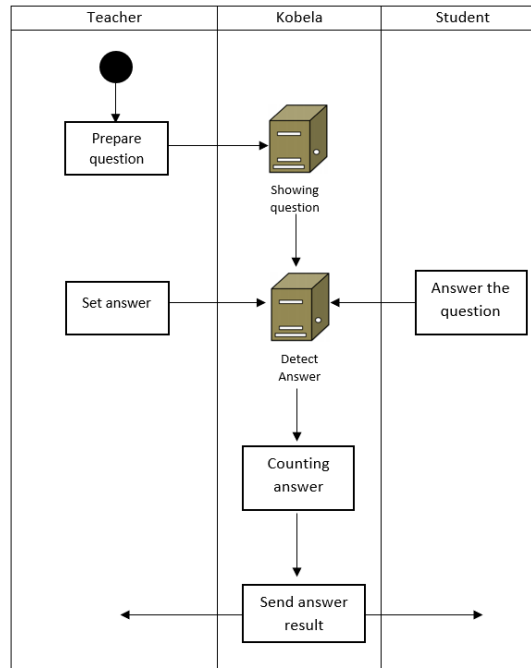 Teacher
Kobela
Student
Prepare
question
Showing
question
Set answer
Answer the
question
Detect
Answer
Counting
answer
Send answer
result